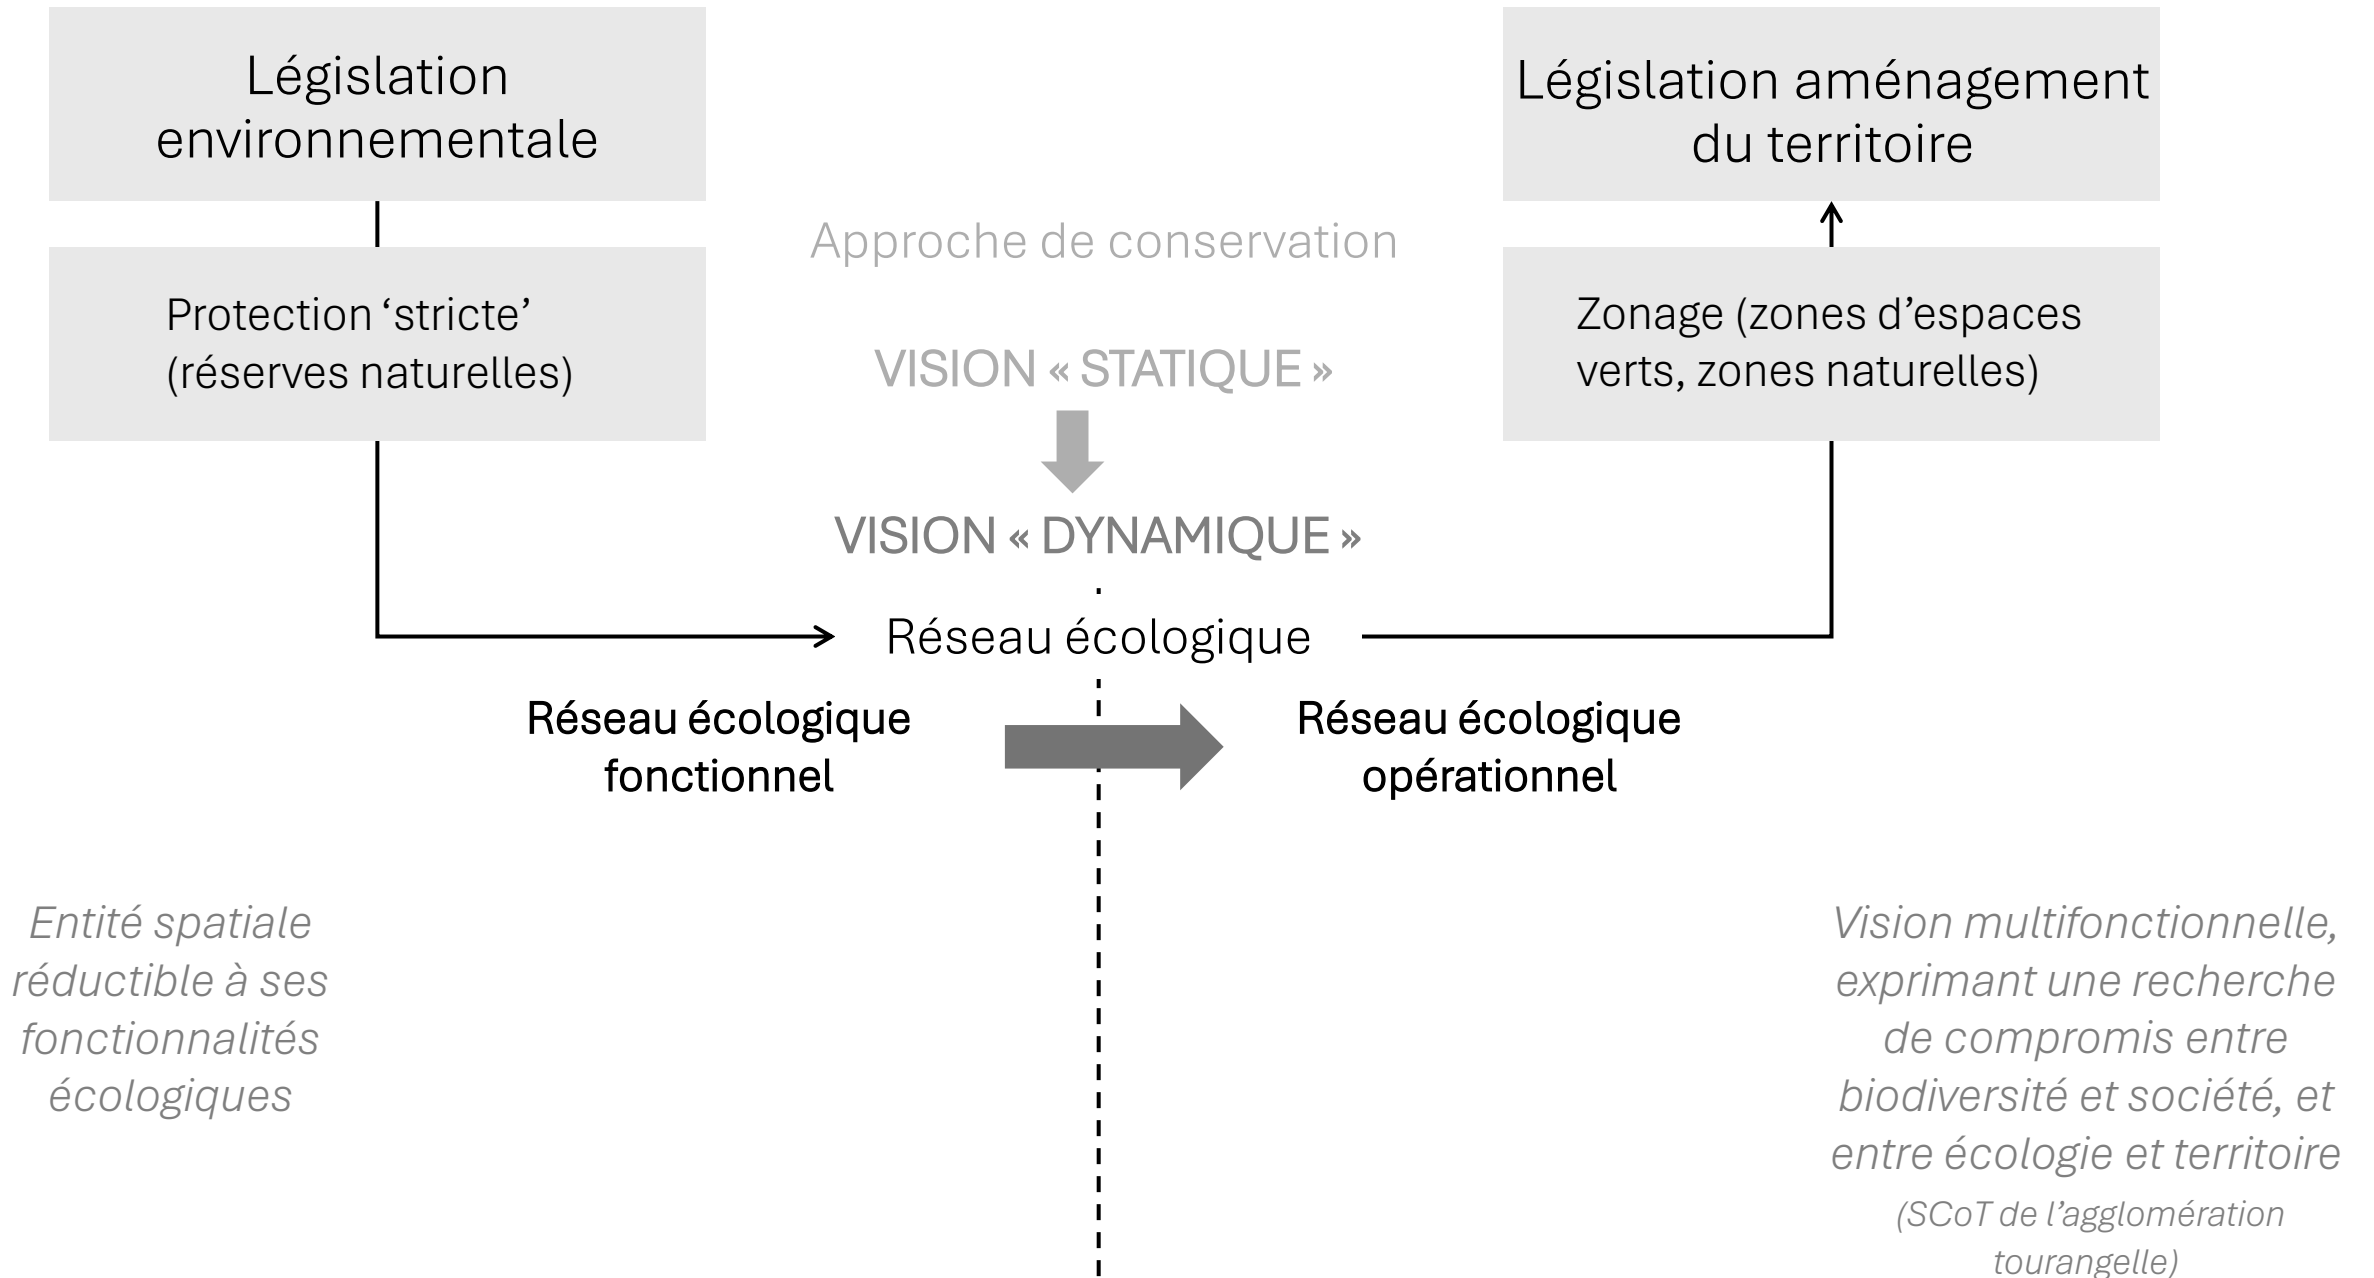 Législation
environnementale
Législation aménagement
du territoire
Approche de conservation
Protection ‘stricte’
(réserves naturelles)
Zonage (zones d’espaces
verts, zones naturelles)
VISION « STATIQUE »
VISION « DYNAMIQUE »
Réseau écologique
Réseau écologique
fonctionnel
Réseau écologique
opérationnel
Entité spatiale
réductible à ses
fonctionnalités
écologiques
Vision multifonctionnelle,
exprimant une recherche
de compromis entre
biodiversité et société, et
entre écologie et territoire
(SCoT de l’agglomération
tourangelle)